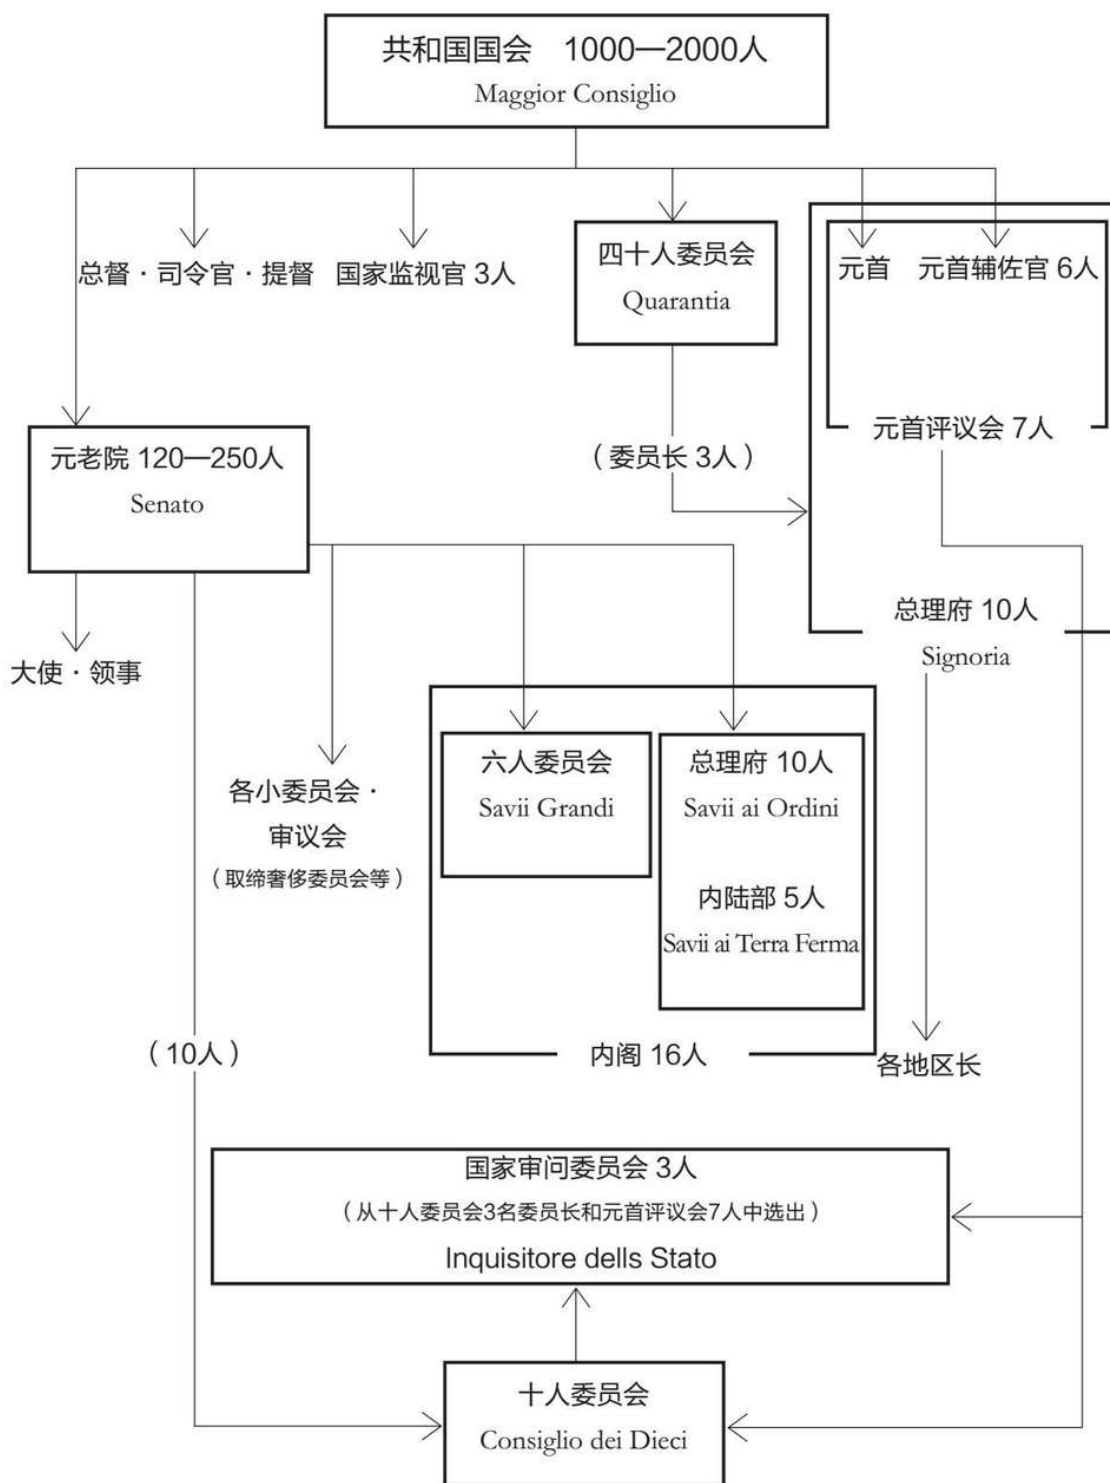 共和国国会 1000—2000人
Maggior Consiglio
总督·司令官·提督
国家监视官 3人
四十人委员会
Quarantia
元首
元首辅佐官 6人
元首评议会 7人
（委员长 3人）
元老院 120—250人
Senato
总理府 10人
Signoria
大使·领事
各小委员会·
审议会
（取缔奢侈委员会等）
六人委员会
Savii Grandi
总理府 10人
Savii ai Ordini
内陆部 5人
Savii ai Terra Ferma
内阁 16人
（10人）
各地区长
国家审问委员会 3人
（从十人委员会3名委员长和元首评议会7人中选出）
Inquisitore dells Stato
十人委员会
Consiglio dei Dieci